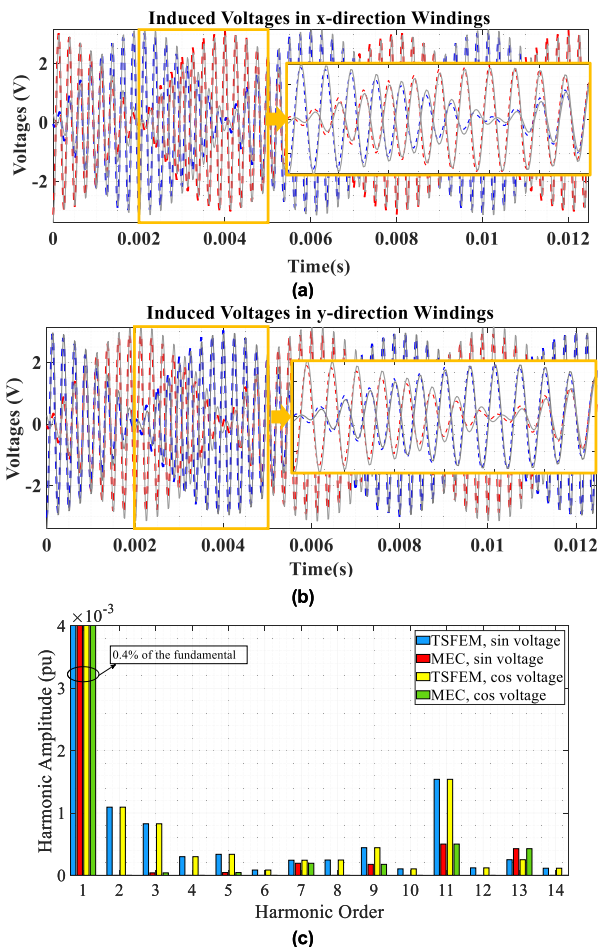 Induced Voltages in x-direction Windings
Voltages (V)
2
0
-2
0 0.002 0.004 0.006 0.008 0.01 0.012
Time(s)
(a)
Induced Voltages in y-direction Windings
Voltages (V)
2
0
-2
0 0.002 0.004 0.006 0.008 0.01 0.012
Time(s)
(b)
×10⁻³
Harmonic Amplitude (pu)
4
3
2
1
0
0.4% of the fundamental
TSFEM, sin voltage
MEC, sin voltage
TSFEM, cos voltage
MEC, cos voltage
1 2 3 4 5 6 7 8 9 10 11 12 13 14
Harmonic Order
(c)